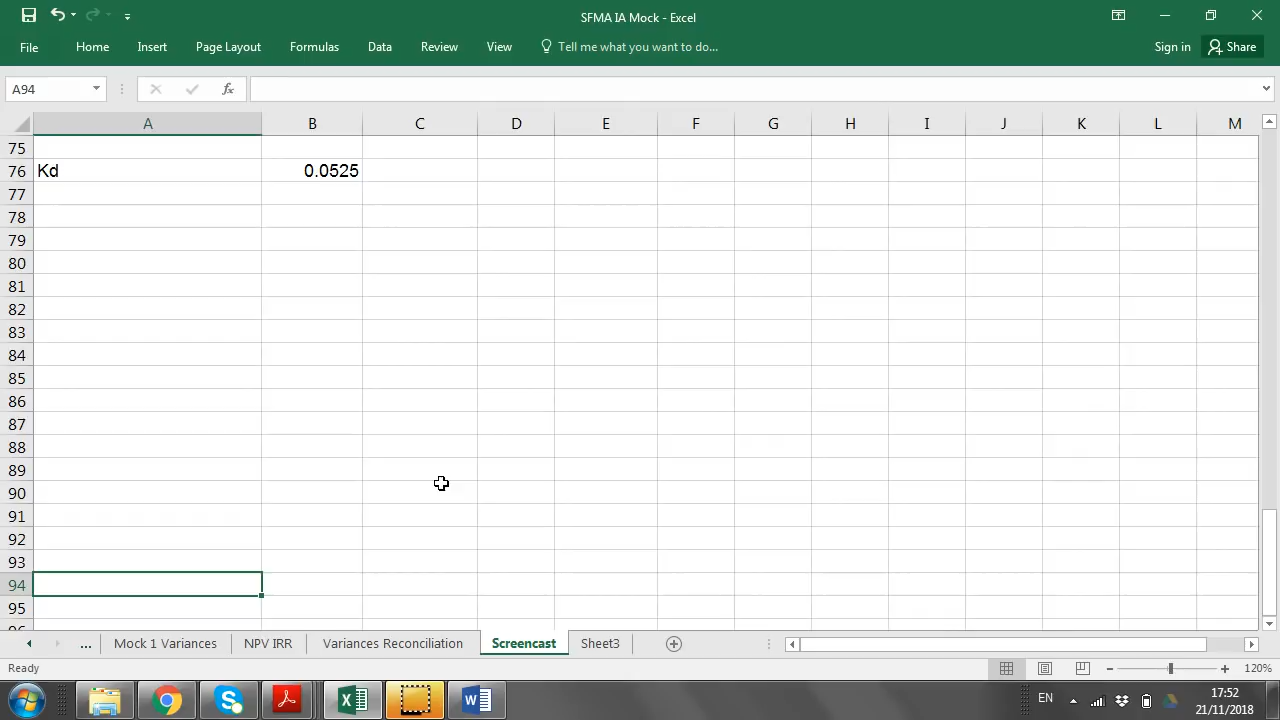 SFMA IA Mock - Excel
File Home Insert Page Layout Formulas Data Review View Tell me what you want to do... Sign in Share
A94 fx
A B C D E F G H I J K L M
75
76 Kd 0.0525
77
78
79
80
81
82
83
84
85
86
87
88
89
90
91
92
93
94
95
96
... Mock 1 Variances NPV IRR Variances Reconciliation Screencast Sheet3
Ready 120%
EN 17:52
21/11/2018